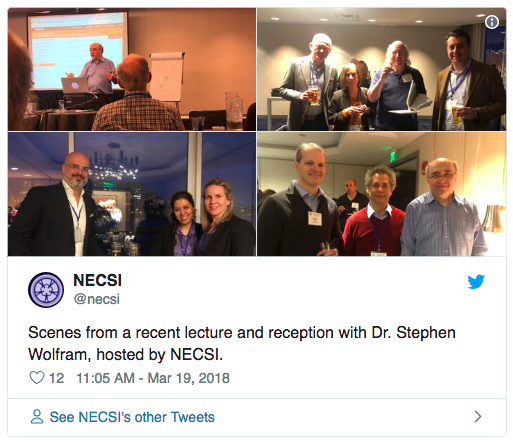 NECSI
@necsi
Scenes from a recent lecture and reception with Dr. Stephen
Wolfram, hosted by NECSI.
12 11:05 AM - Mar 19, 2018
See NECSI's other Tweets